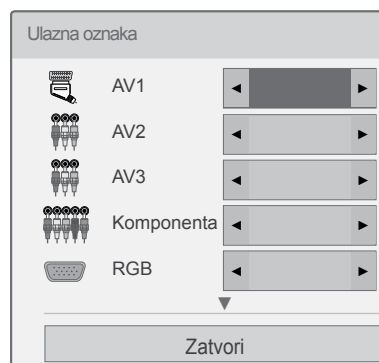 Ulazna oznaka
AV1
AV2
AV3
Komponenta
RGB
Zatvori